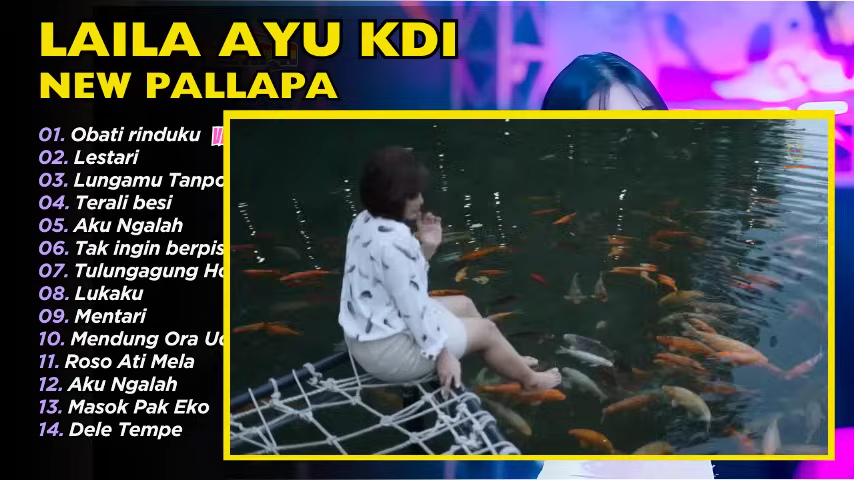 LAILA AYU KDI
NEW PALLAPA
01. Obati rinduku
02. Lestari
03. Lungamu Tanpo
04. Terali besi
05. Aku Ngalah
06. Tak ingin berpis
07. Tulungagung
08. Lukaku
09. Mentari
10. Mendung Ora
11. Roso Ati Mela
12. Aku Ngalah
13. Masok Pak Eko
14. Dele Tempe